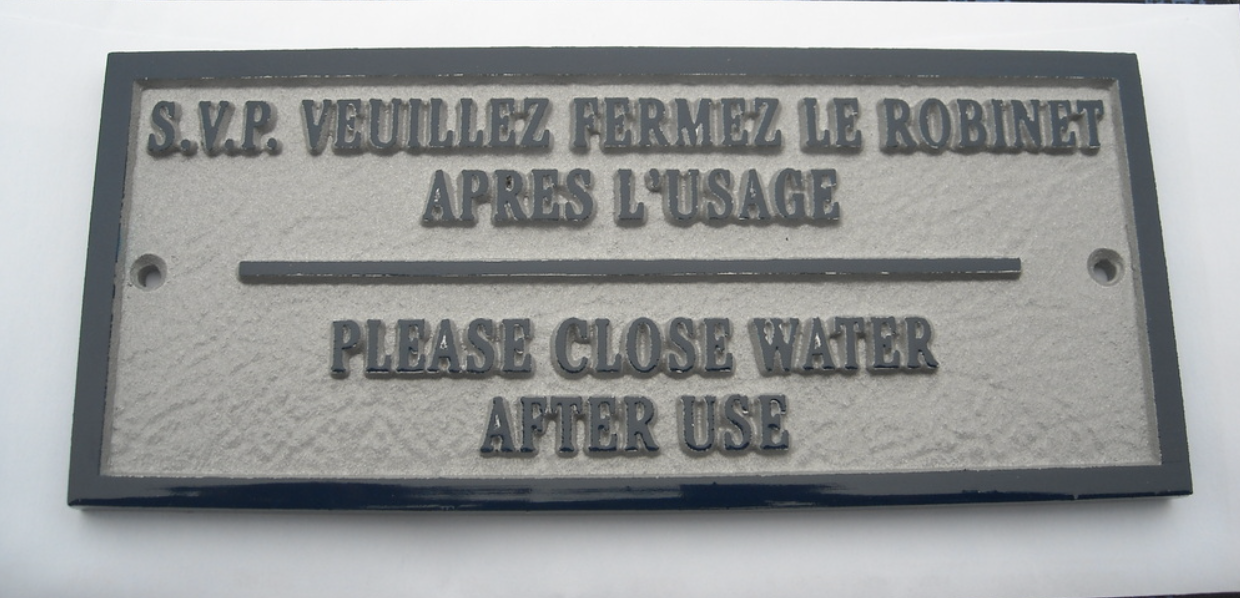 S.V.P. VEUILLEZ FERMEZ LE ROBINET
APRES L'USAGE
PLEASE CLOSE WATER
AFTER USE